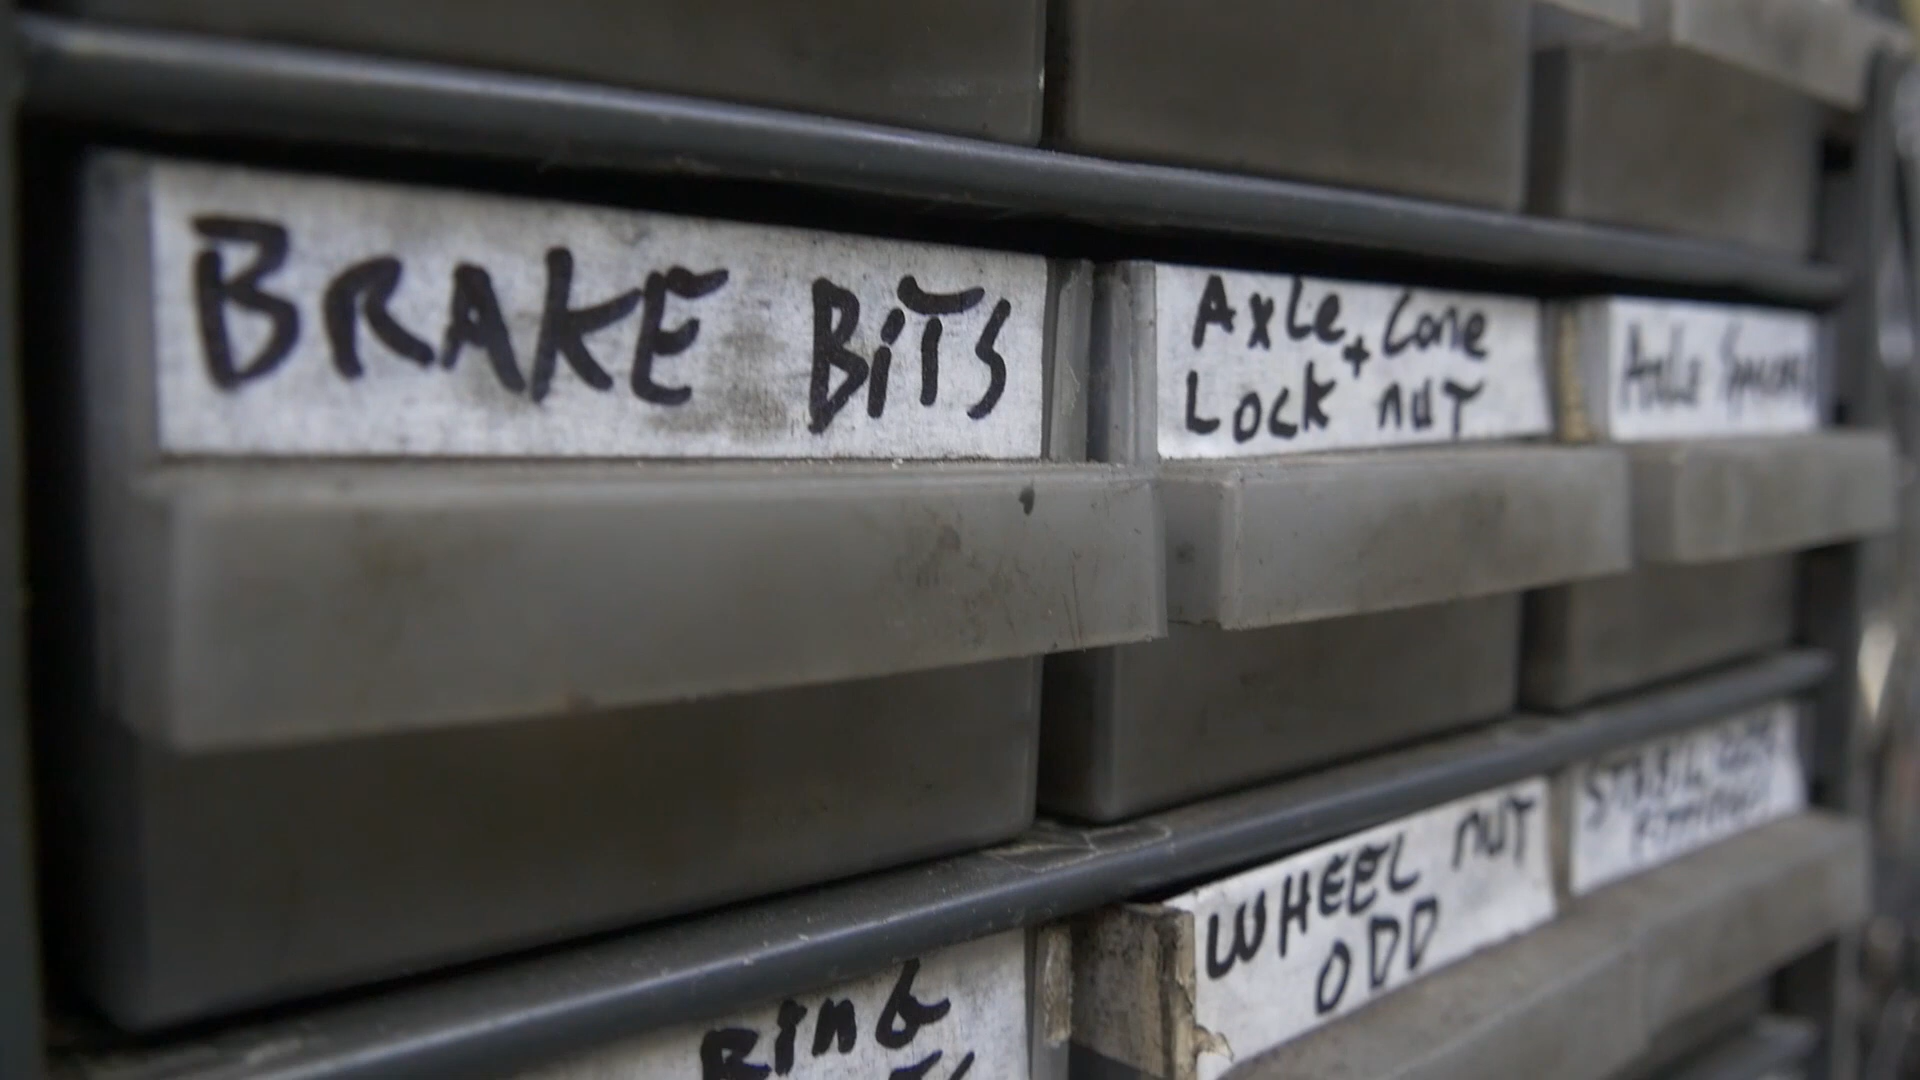 BRAKE BiTS
AxLe + Cone
LOCK nuT
Axle Spacers
WHEEL nuT
ODD
RING